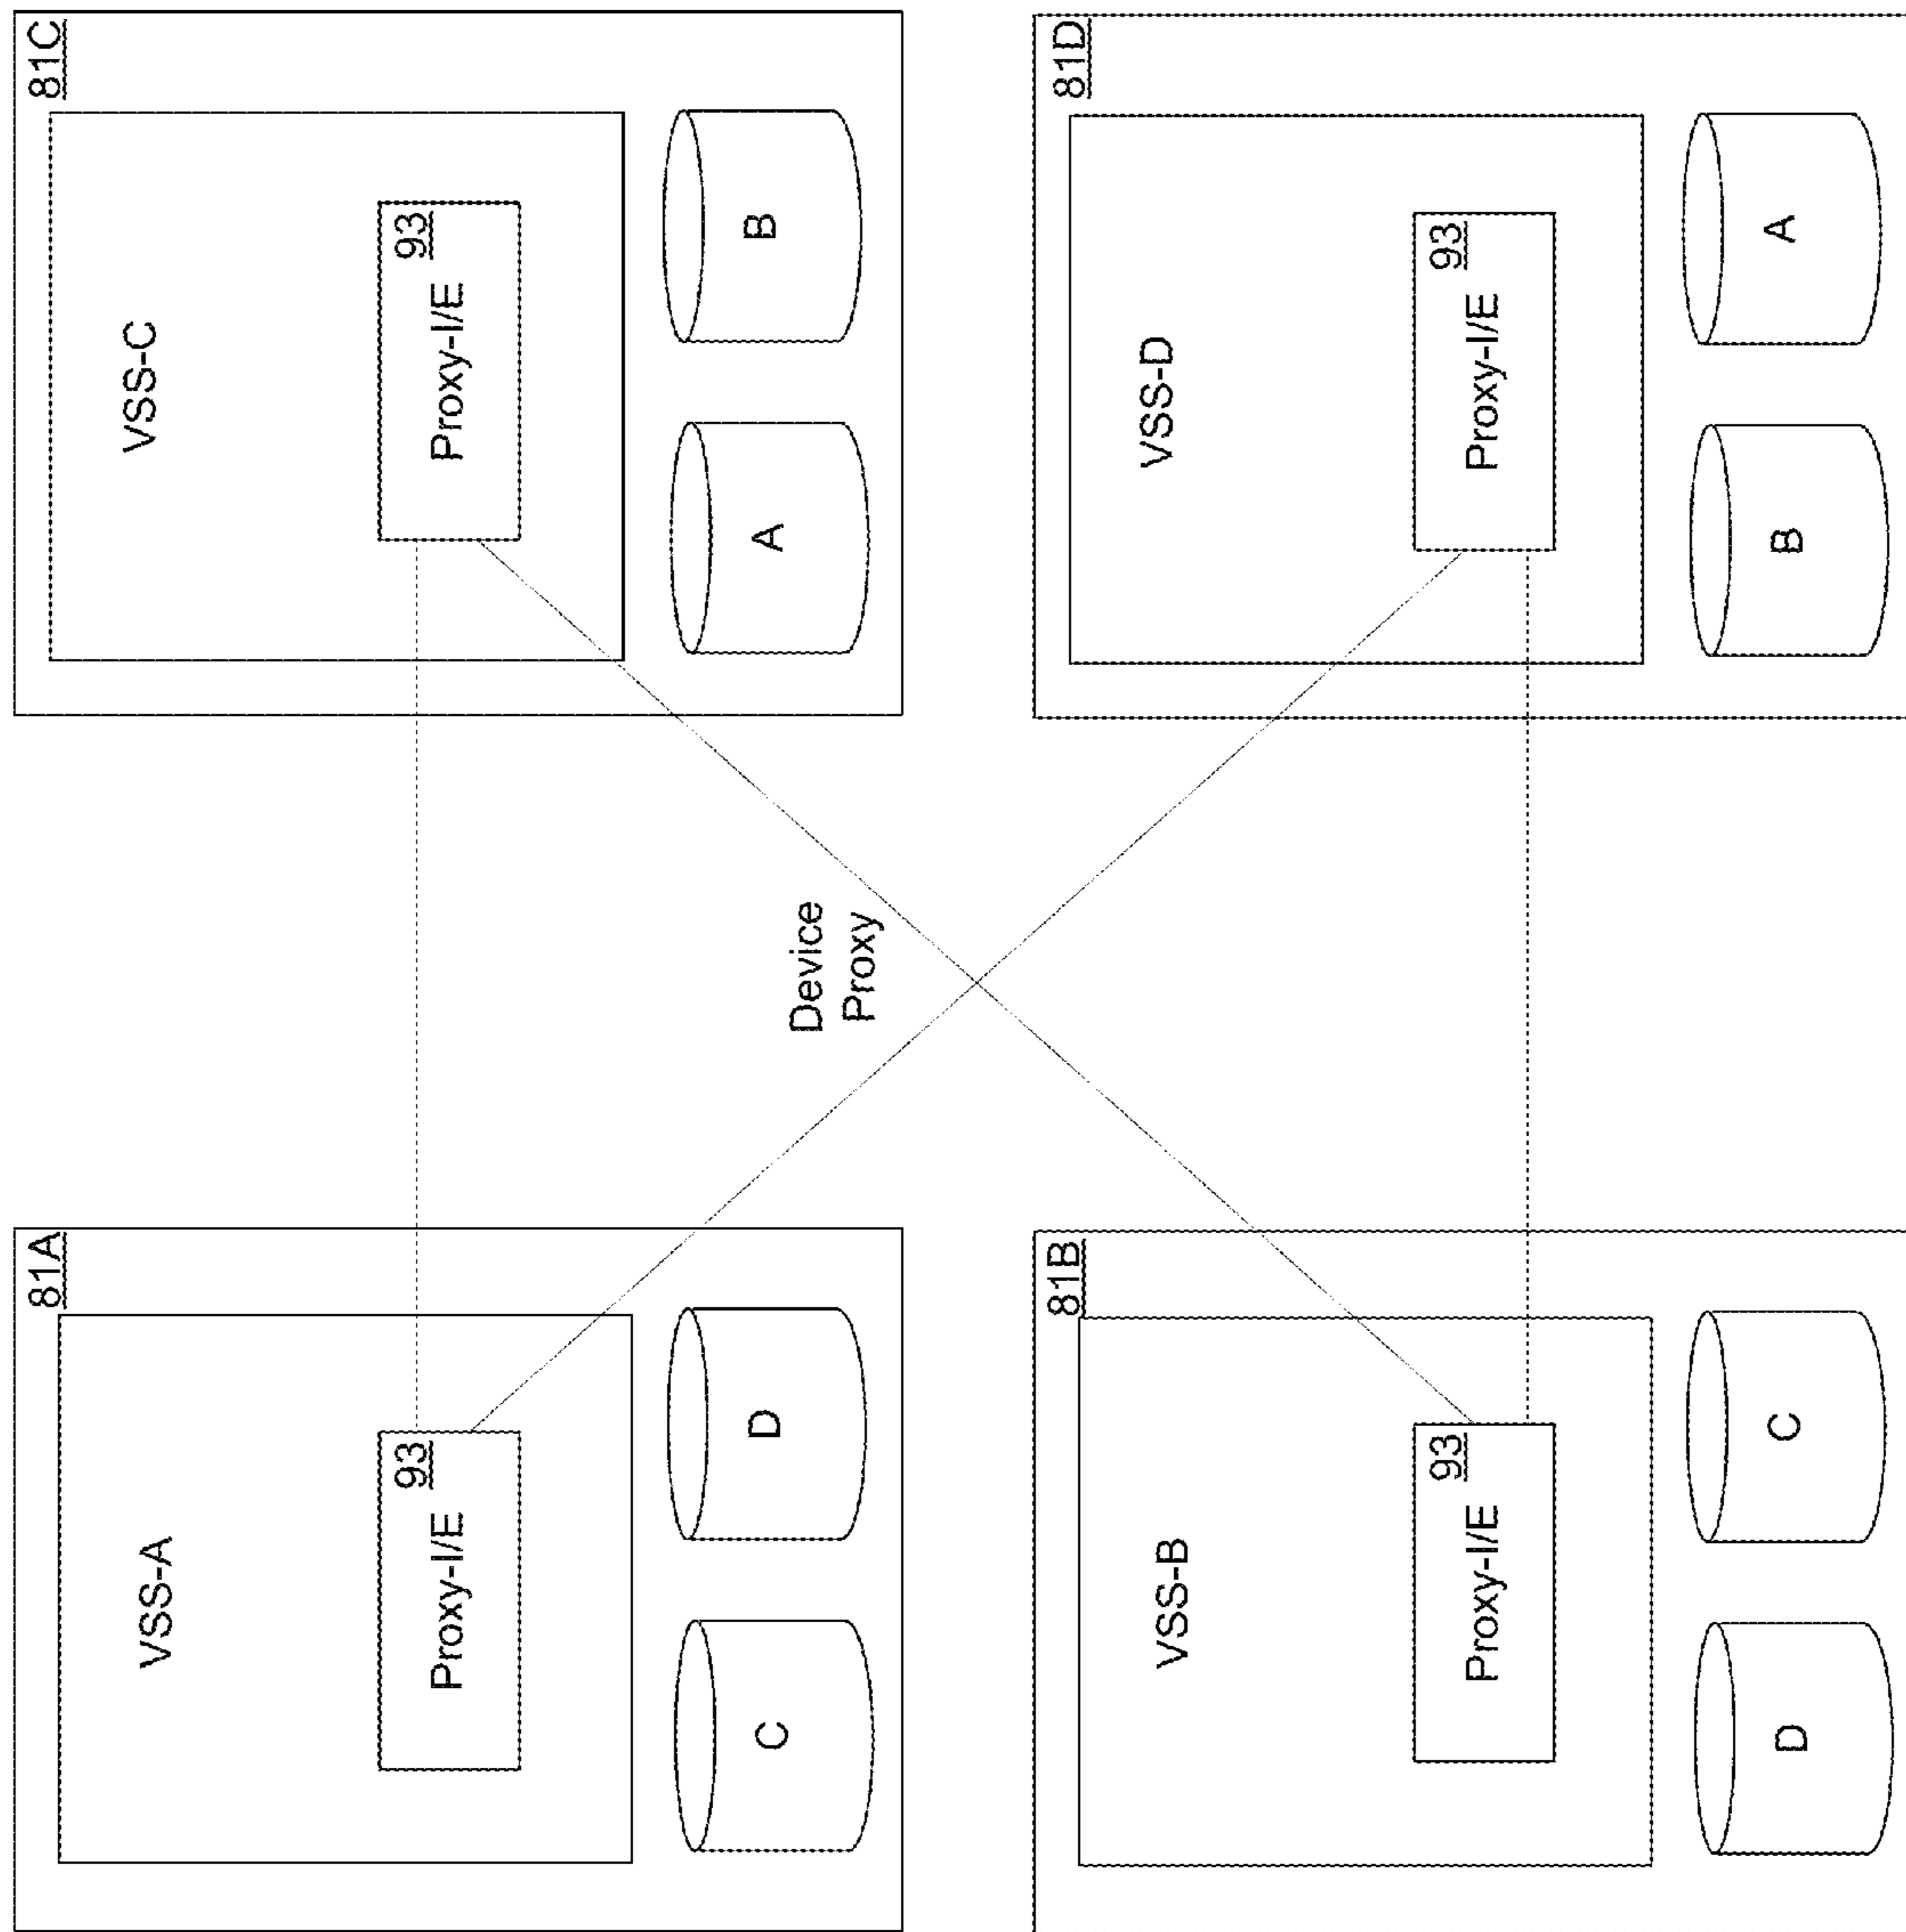 81A
VSS-A
93
Proxy-I/E
C
D
81C
VSS-C
93
Proxy-I/E
A
B
Device
Proxy
81B
VSS-B
93
Proxy-I/E
D
C
81D
VSS-D
93
Proxy-I/E
B
A